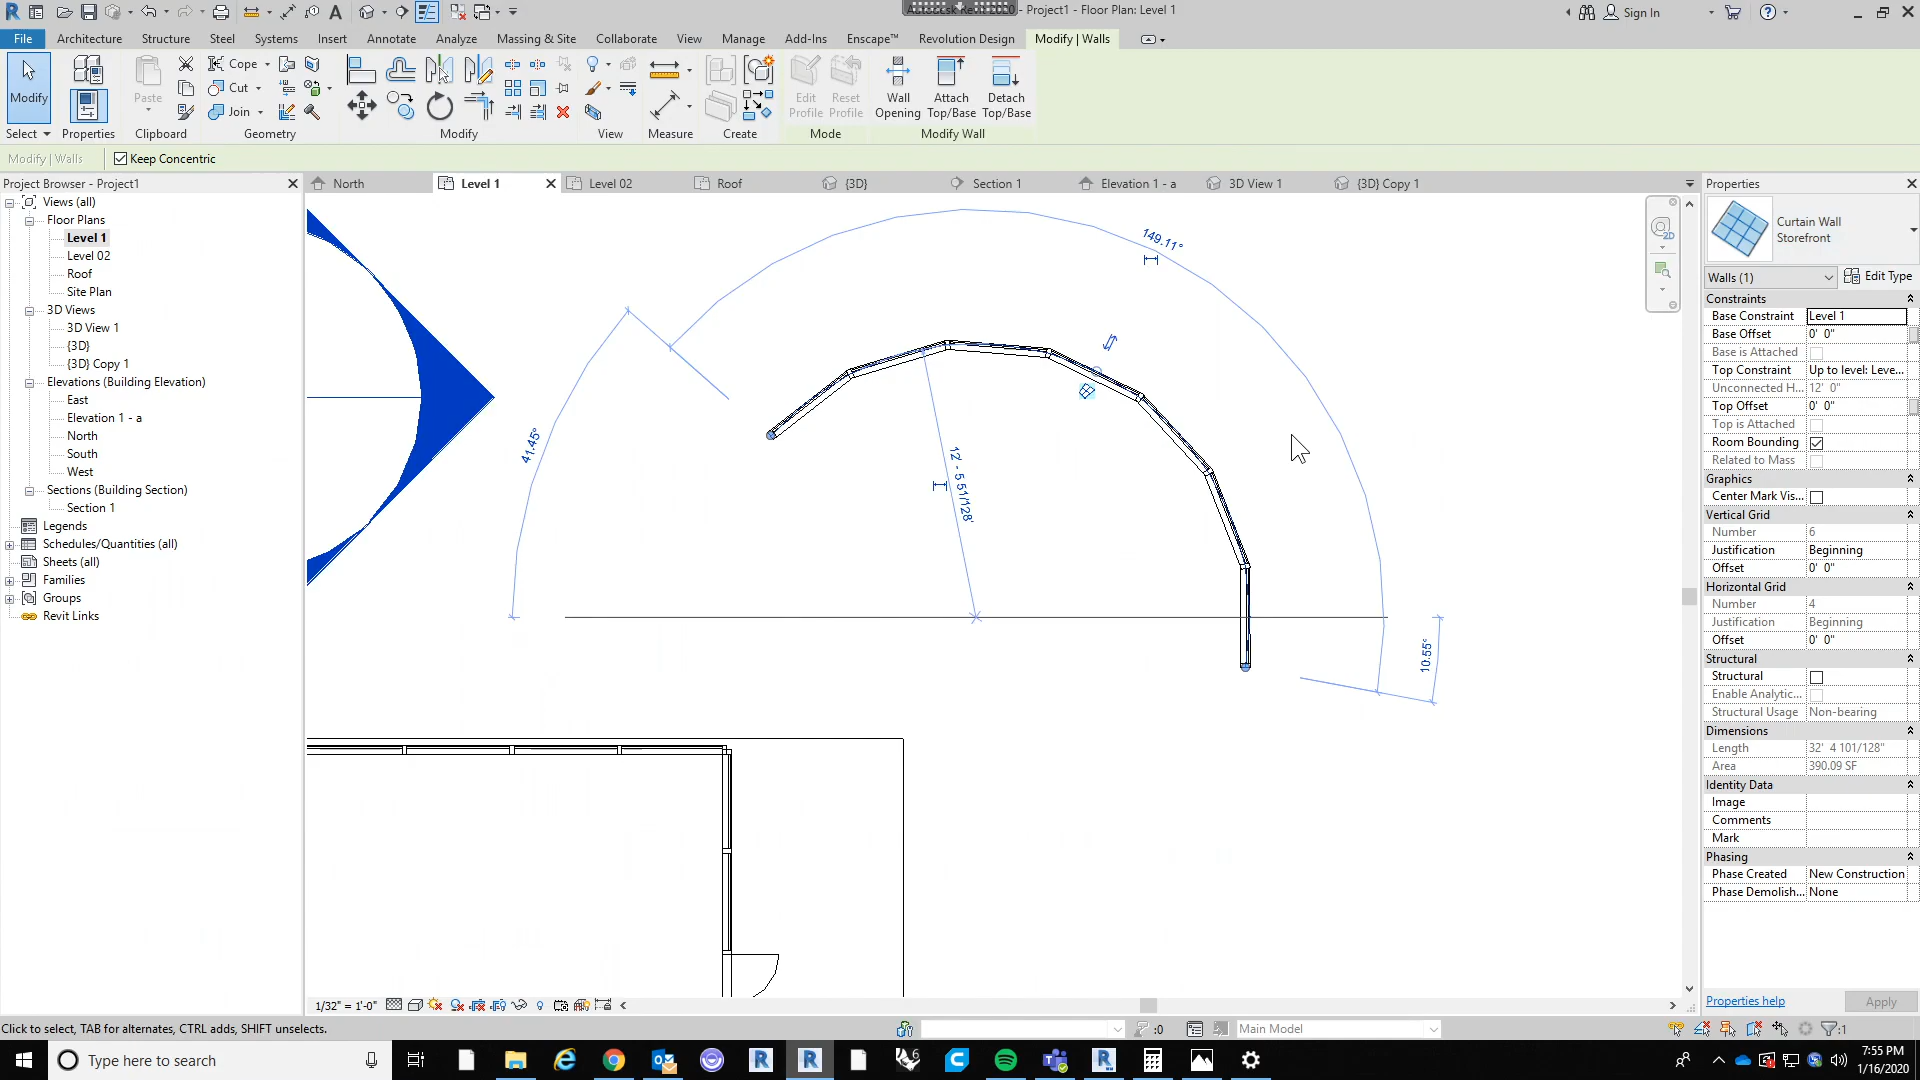 Autodesk Revit 2020 - Project1 - Floor Plan: Level 1
Sign In
File Architecture Structure Steel Systems Insert Annotate Analyze Massing & Site Collaborate View Manage Add-Ins Enscape™ Revolution Design Modify | Walls
Modify
Paste
Cope
Cut
Join
Edit Profile
Reset Profile
Wall Opening
Attach Top/Base
Detach Top/Base
Select Properties Clipboard Geometry Modify View Measure Create Mode Modify Wall
Modify | Walls
Keep Concentric
Project Browser - Project1
North
Level 1
Level 02
Roof
{3D}
Section 1
Elevation 1 - a
3D View 1
{3D} Copy 1
Views (all)
Floor Plans
Level 1
Level 02
Roof
Site Plan
3D Views
3D View 1
{3D}
{3D} Copy 1
Elevations (Building Elevation)
East
Elevation 1 - a
North
South
West
Sections (Building Section)
Section 1
Legends
Schedules/Quantities (all)
Sheets (all)
Families
Groups
Revit Links
149.11°
41.45°
12' - 5 51/128"
10.55°
2D
Properties
Curtain Wall
Storefront
Walls (1)
Edit Type
Constraints
Base Constraint Level 1
Base Offset 0' 0"
Base is Attached
Top Constraint Up to level: Leve...
Unconnected H... 12' 0"
Top Offset 0' 0"
Top is Attached
Room Bounding
Related to Mass
Graphics
Center Mark Vis...
Vertical Grid
Number 6
Justification Beginning
Offset 0' 0"
Horizontal Grid
Number 4
Justification Beginning
Offset 0' 0"
Structural
Structural
Enable Analytic...
Structural Usage Non-bearing
Dimensions
Length 32' 4 101/128"
Area 390.09 SF
Identity Data
Image
Comments
Mark
Phasing
Phase Created New Construction
Phase Demolish... None
Properties help
Apply
1/32" = 1'-0"
Click to select, TAB for alternates, CTRL adds, SHIFT unselects.
:0
Main Model
:1
Type here to search
7:55 PM
1/16/2020